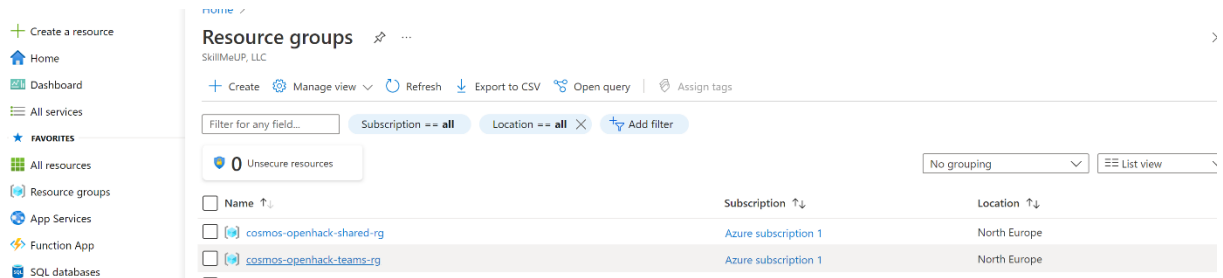 Home >
Create a resource
Home
Dashboard
All services
FAVORITES
All resources
Resource groups
App Services
Function App
SQL databases
Resource groups
SkillMeUP, LLC
Create Manage view Refresh Export to CSV Open query Assign tags
Filter for any field... Subscription == all Location == all Add filter
0 Unsecure resources
No grouping List view
Name Subscription Location
cosmos-openhack-shared-rg Azure subscription 1 North Europe
cosmos-openhack-teams-rg Azure subscription 1 North Europe